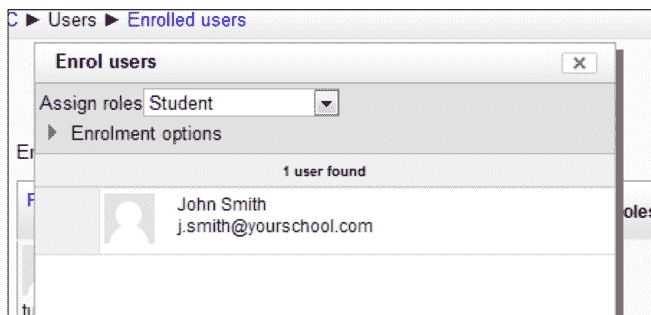 C ► Users ► Enrolled users
Enrol users
Assign roles Student
Enrolment options
1 user found
John Smith
j.smith@yourschool.com